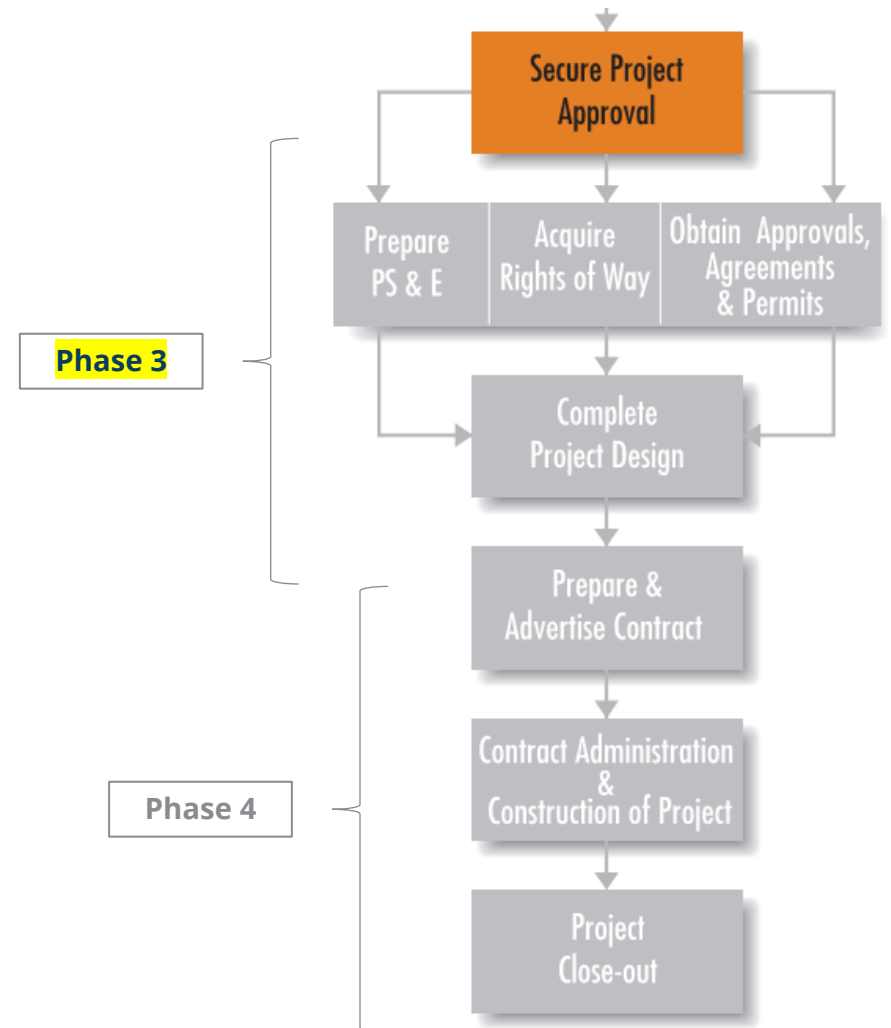 Secure Project
Approval
Prepare
PS & E
Acquire
Rights of Way
Obtain Approvals,
Agreements
& Permits
Phase 3
Complete
Project Design
Prepare &
Advertise Contract
Phase 4
Contract Administration
&
Construction of Project
Project
Close-out